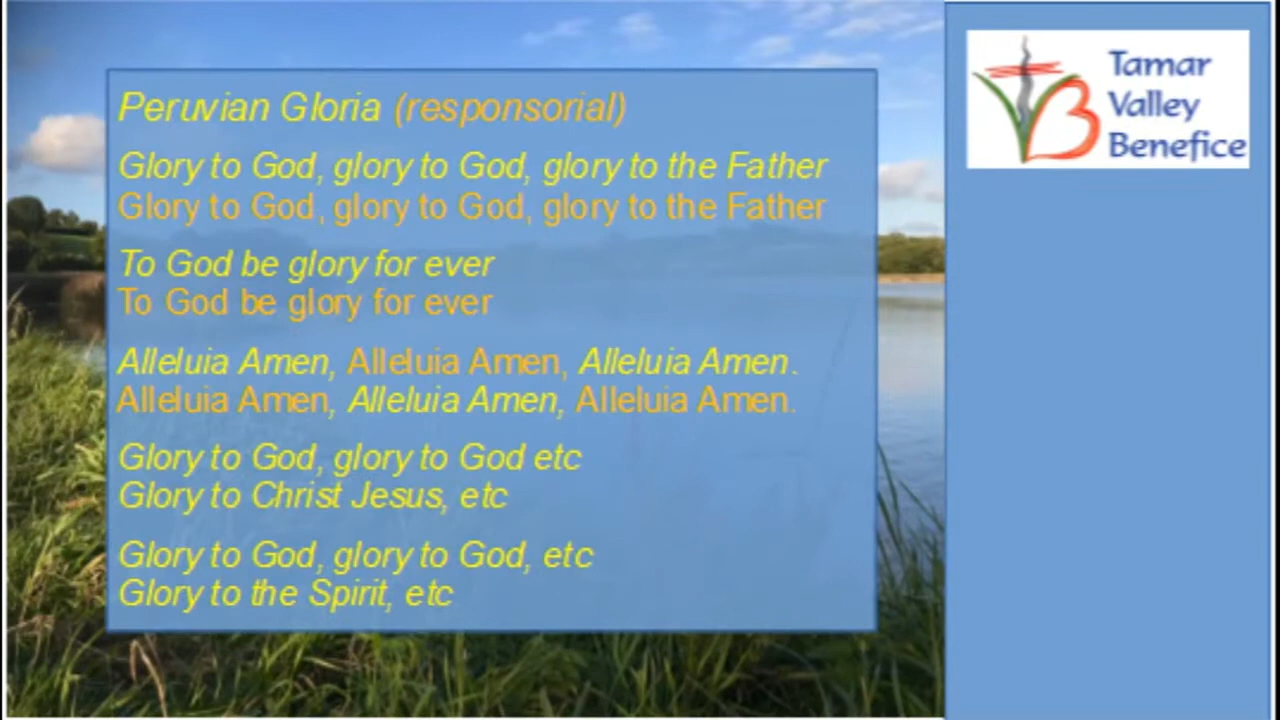 Peruvian Gloria (responsorial)
Glory to God, glory to God, glory to the Father
Glory to God, glory to God, glory to the Father
To God be glory for ever
To God be glory for ever
Alleluia Amen, Alleluia Amen, Alleluia Amen.
Alleluia Amen, Alleluia Amen, Alleluia Amen.
Glory to God, glory to God etc
Glory to Christ Jesus, etc
Glory to God, glory to God, etc
Glory to the Spirit, etc
Tamar
Valley
Benefice